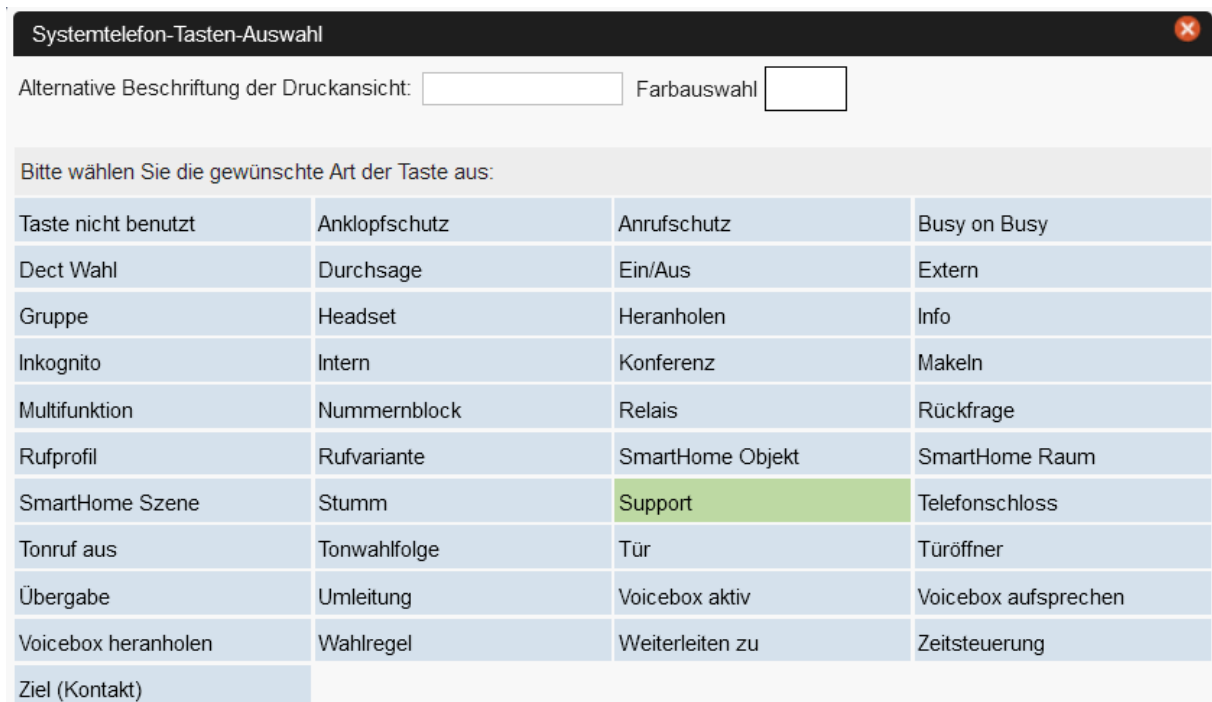 Systemtelefon-Tasten-Auswahl
Alternative Beschriftung der Druckansicht: Farbauswahl
Bitte wählen Sie die gewünschte Art der Taste aus:
Taste nicht benutzt Anklopfschutz Anrufschutz Busy on Busy
Dect Wahl Durchsage Ein/Aus Extern
Gruppe Headset Heranholen Info
Inkognito Intern Konferenz Makeln
Multifunktion Nummernblock Relais Rückfrage
Rufprofil Rufvariante SmartHome Objekt SmartHome Raum
SmartHome Szene Stumm Support Telefonschloss
Tonruf aus Tonwahlfolge Tür Türöffner
Übergabe Umleitung Voicebox aktiv Voicebox aufsprechen
Voicebox heranholen Wahlregel Weiterleiten zu Zeitsteuerung
Ziel (Kontakt)